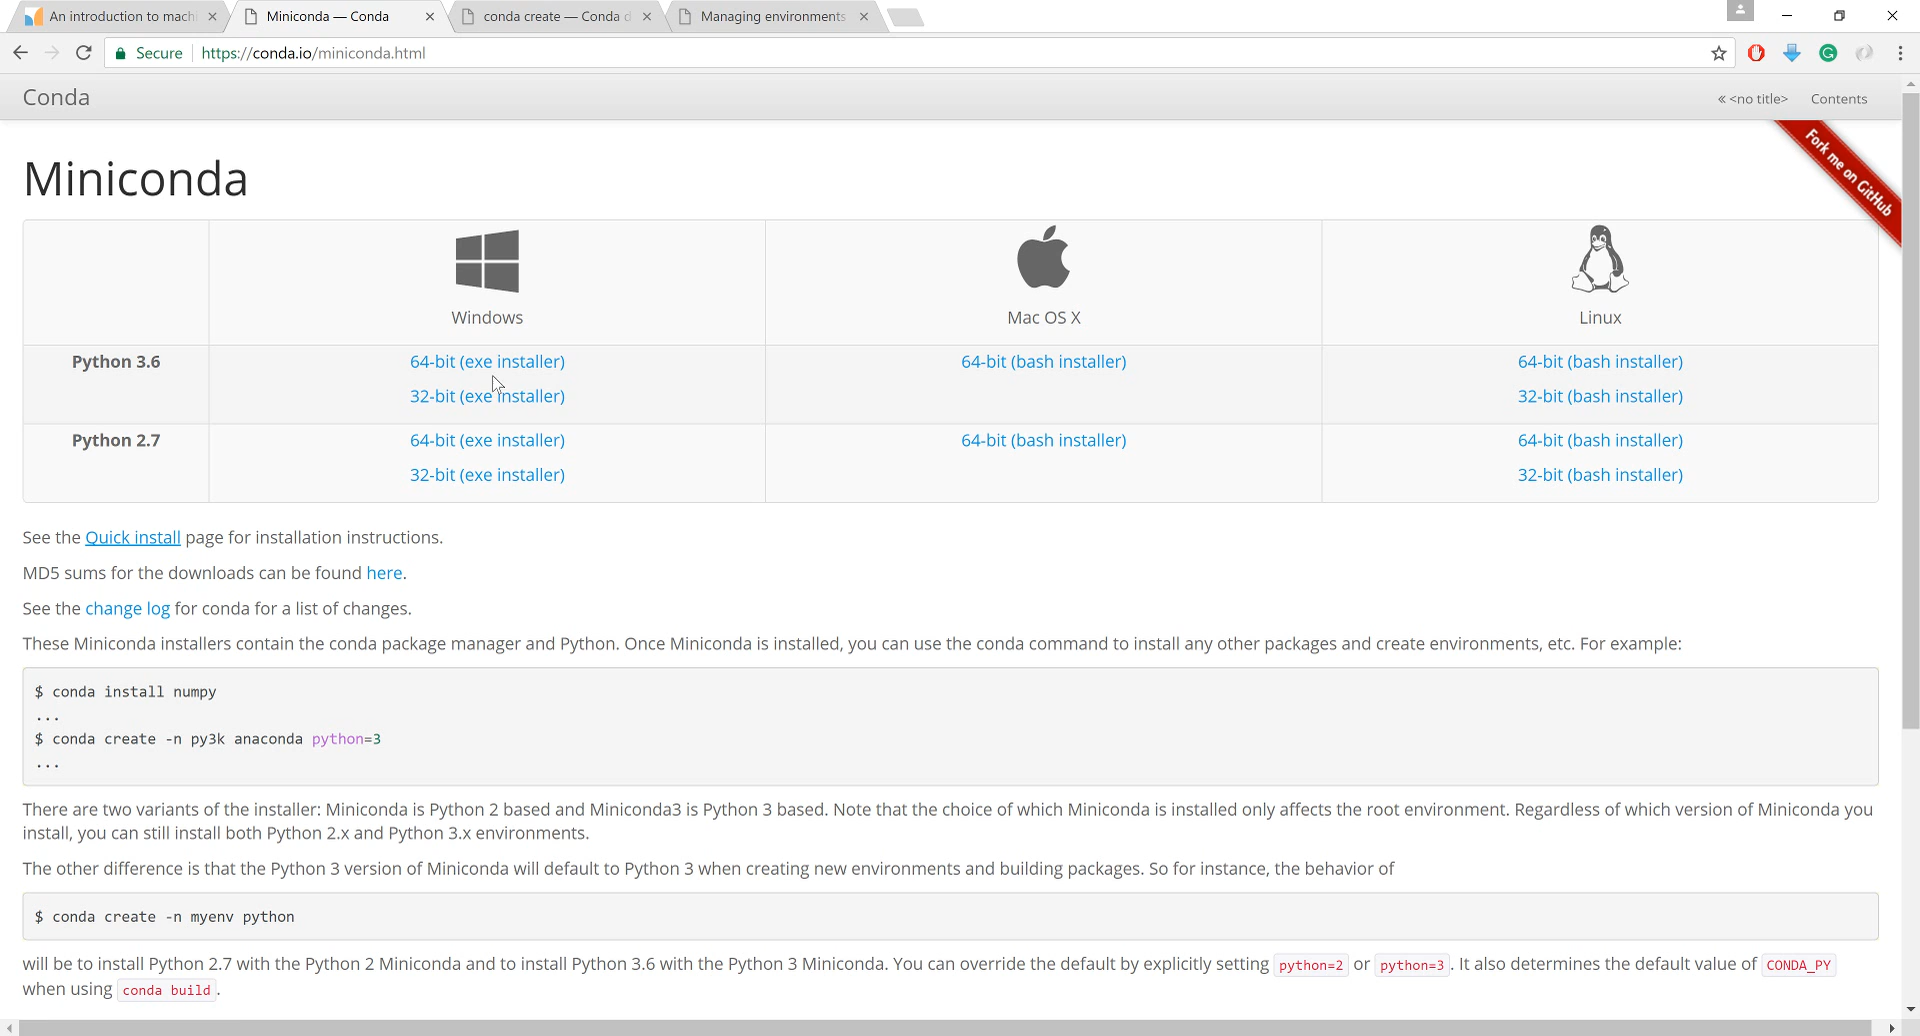 An introduction to mach
Miniconda — Conda
conda create — Conda d
Managing environments
Secure
https://conda.io/miniconda.html
Conda
« <no title>
Contents
Fork me on GitHub
Miniconda
Windows
Mac OS X
Linux
Python 3.6
64-bit (exe installer)
64-bit (bash installer)
64-bit (bash installer)
32-bit (exe installer)
32-bit (bash installer)
Python 2.7
64-bit (exe installer)
64-bit (bash installer)
64-bit (bash installer)
32-bit (exe installer)
32-bit (bash installer)
See the Quick install page for installation instructions.
MD5 sums for the downloads can be found here.
See the change log for conda for a list of changes.
These Miniconda installers contain the conda package manager and Python. Once Miniconda is installed, you can use the conda command to install any other packages and create environments, etc. For example:
$ conda install numpy
...
$ conda create -n py3k anaconda python=3
...
There are two variants of the installer: Miniconda is Python 2 based and Miniconda3 is Python 3 based. Note that the choice of which Miniconda is installed only affects the root environment. Regardless of which version of Miniconda you
install, you can still install both Python 2.x and Python 3.x environments.
The other difference is that the Python 3 version of Miniconda will default to Python 3 when creating new environments and building packages. So for instance, the behavior of
$ conda create -n myenv python
will be to install Python 2.7 with the Python 2 Miniconda and to install Python 3.6 with the Python 3 Miniconda. You can override the default by explicitly setting python=2 or python=3. It also determines the default value of CONDA_PY
when using conda build.